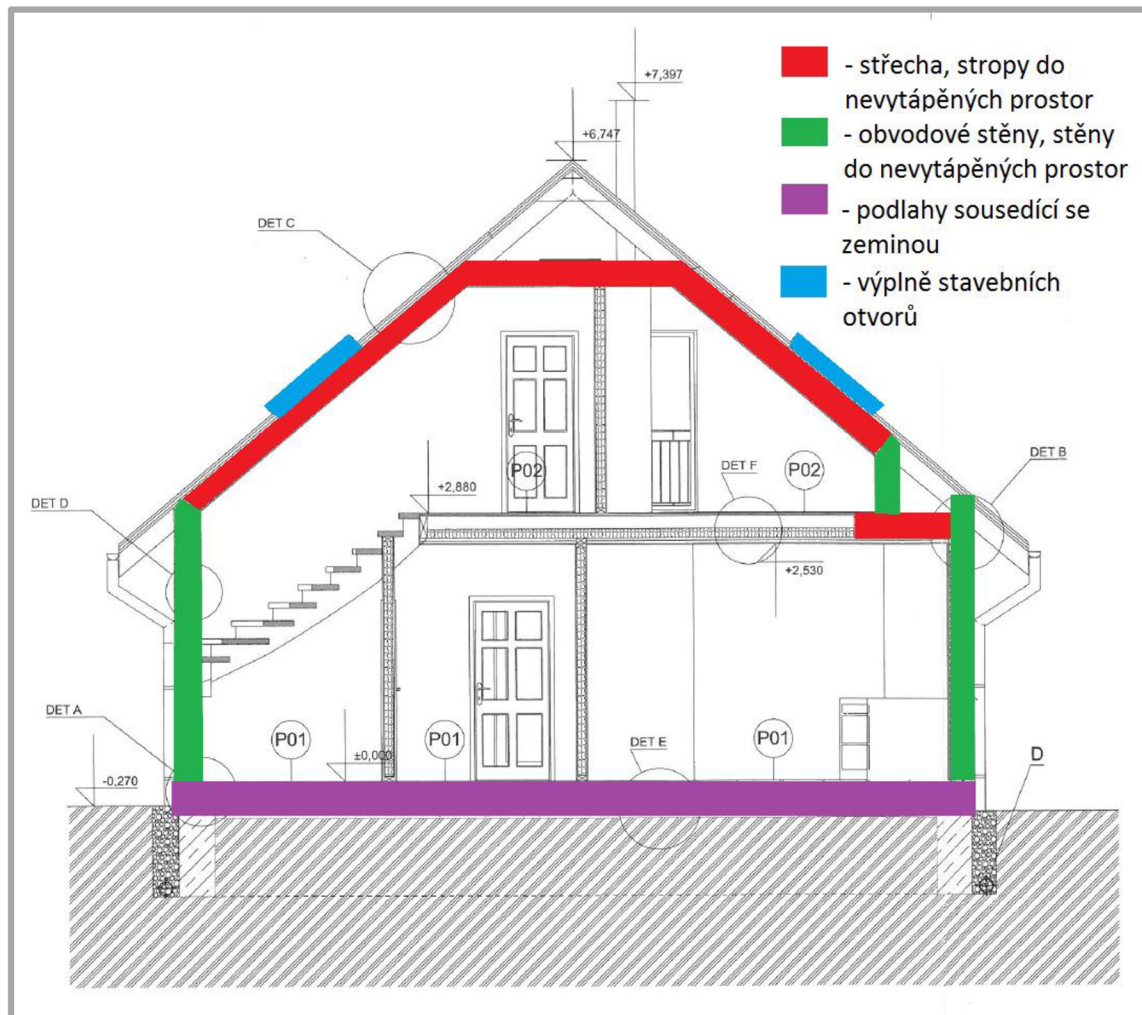 - střecha, stropy do
nevytápěných prostor
- obvodové stěny, stěny
do nevytápěných prostor
- podlahy sousedící se
zeminou
- výplně stavebních
otvorů
+7,397
+6,747
DET C
P02
DET F
P02
DET B
+2,880
DET D
+2,530
DET A
P01
±0,000
P01
DET E
P01
D
-0,270